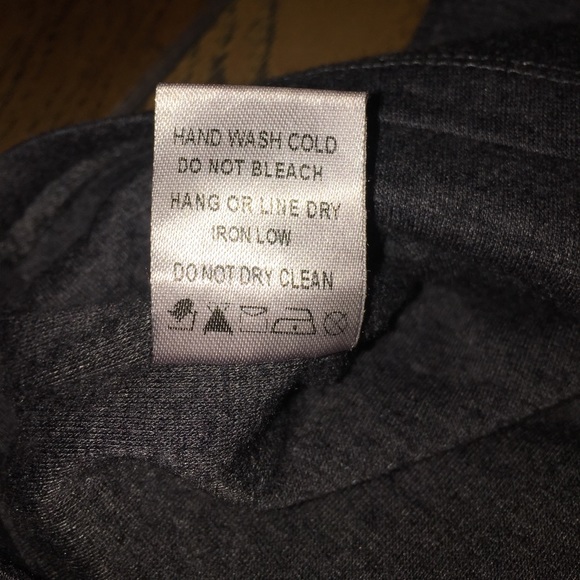 HAND WASH COLD
DO NOT BLEACH
HANG OR LINE DRY
IRON LOW
DO NOT DRY CLEAN